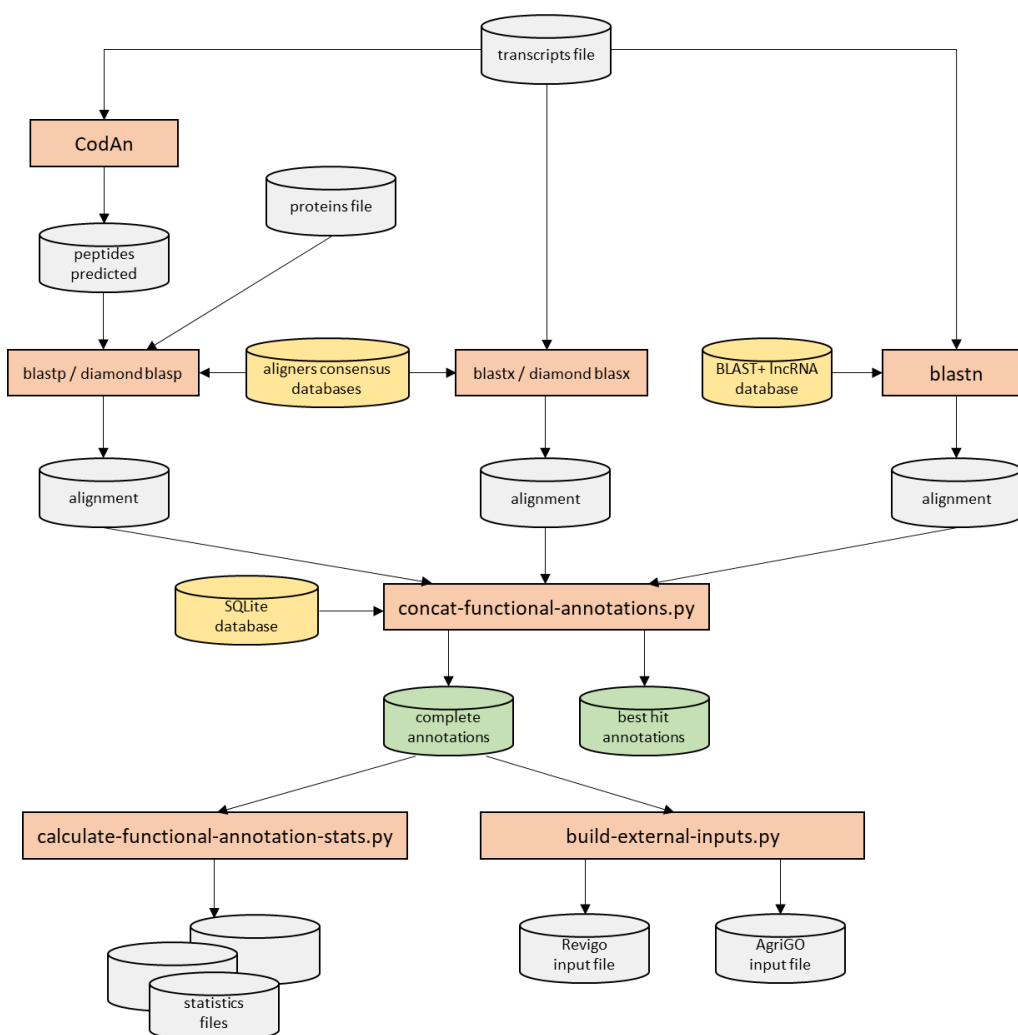 transcripts file
CodAn
proteins file
peptides
predicted
blastp / diamond blasp
aligners consensus
databases
blastx / diamond blasx
BLAST+ lncRNA
database
blastn
alignment
alignment
alignment
SQLite
database
concat-functional-annotations.py
complete
annotations
best hit
annotations
calculate-functional-annotation-stats.py
build-external-inputs.py
Revigo
input file
AgriGO
input file
statistics
files